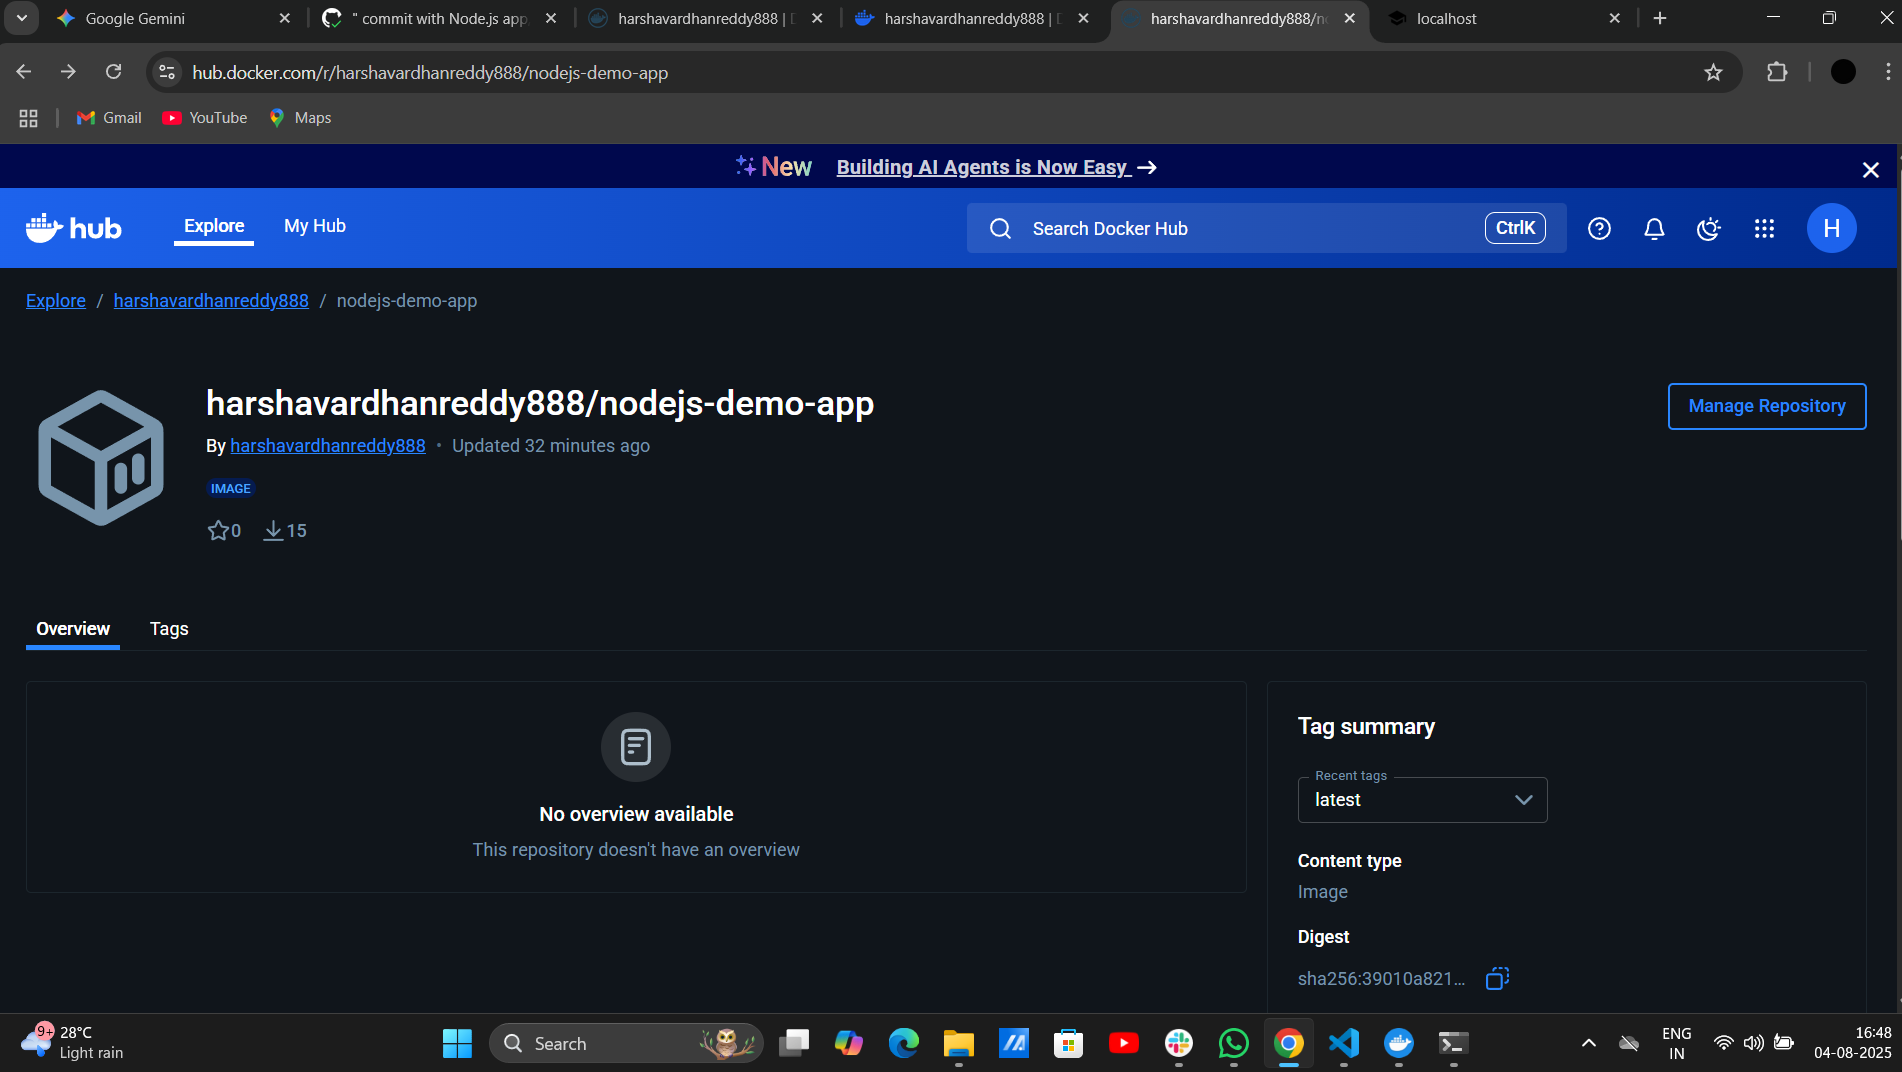 Google Gemini
" commit with Node.js app
harshavardhanreddy888 | D
harshavardhanreddy888 | D
harshavardhanreddy888/no
localhost
hub.docker.com/r/harshavardhanreddy888/nodejs-demo-app
Gmail
YouTube
Maps
New Building AI Agents is Now Easy →
hub
Explore
My Hub
Search Docker Hub
CtrlK
H
Explore / harshavardhanreddy888 / nodejs-demo-app
harshavardhanreddy888/nodejs-demo-app
Manage Repository
By harshavardhanreddy888 • Updated 32 minutes ago
IMAGE
0 15
Overview
Tags
No overview available
This repository doesn't have an overview
Tag summary
Recent tags
latest
Content type
Image
Digest
sha256:39010a821...
9+
28°C
Light rain
Search
ENG
IN
16:48
04-08-2025